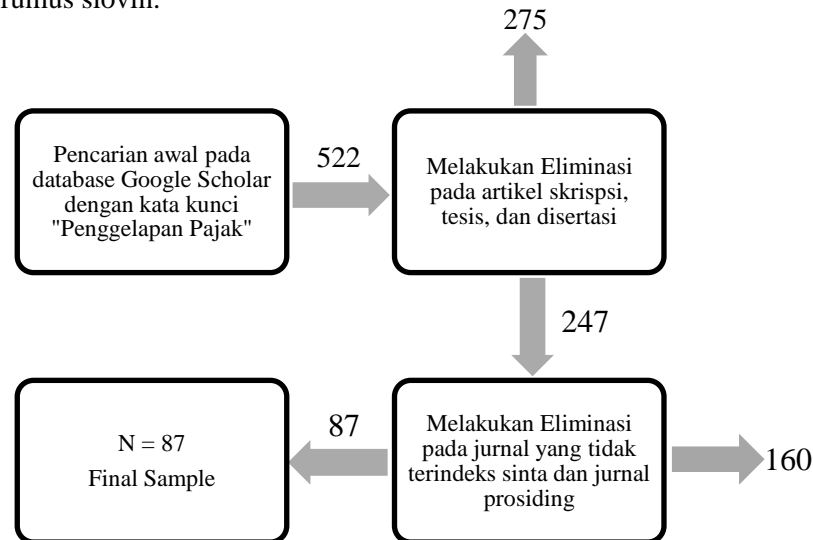 rumus slovin.
275
Pencarian awal pada
database Google Scholar
dengan kata kunci
"Penggelapan Pajak"
522
Melakukan Eliminasi
pada artikel skrispsi,
tesis, dan disertasi
247
N = 87
Final Sample
87
Melakukan Eliminasi
pada jurnal yang tidak
terindeks sinta dan jurnal
prosiding
160